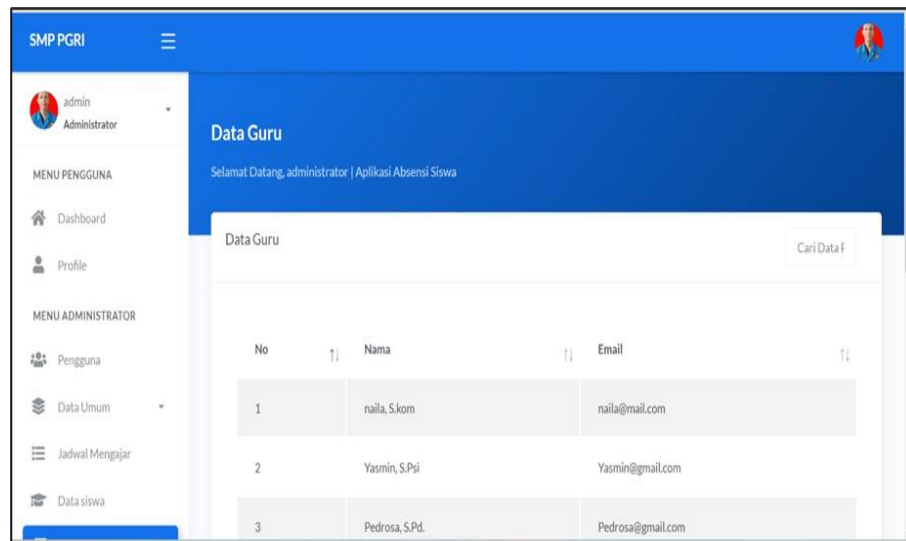 SMP PGRI
admin
Administrator
MENU PENGGUNA
Dashboard
Profile
MENU ADMINISTRATOR
Pengguna
Data Umum
Jadwal Mengajar
Data siswa
Data Guru
Selamat Datang, administrator | Aplikasi Absensi Siswa
Data Guru
Cari Data F
No Nama Email
1 naila, S.kom naila@mail.com
2 Yasmin, S.Psi Yasmin@gmail.com
3 Pedrosa, S.Pd. Pedrosa@gmail.com